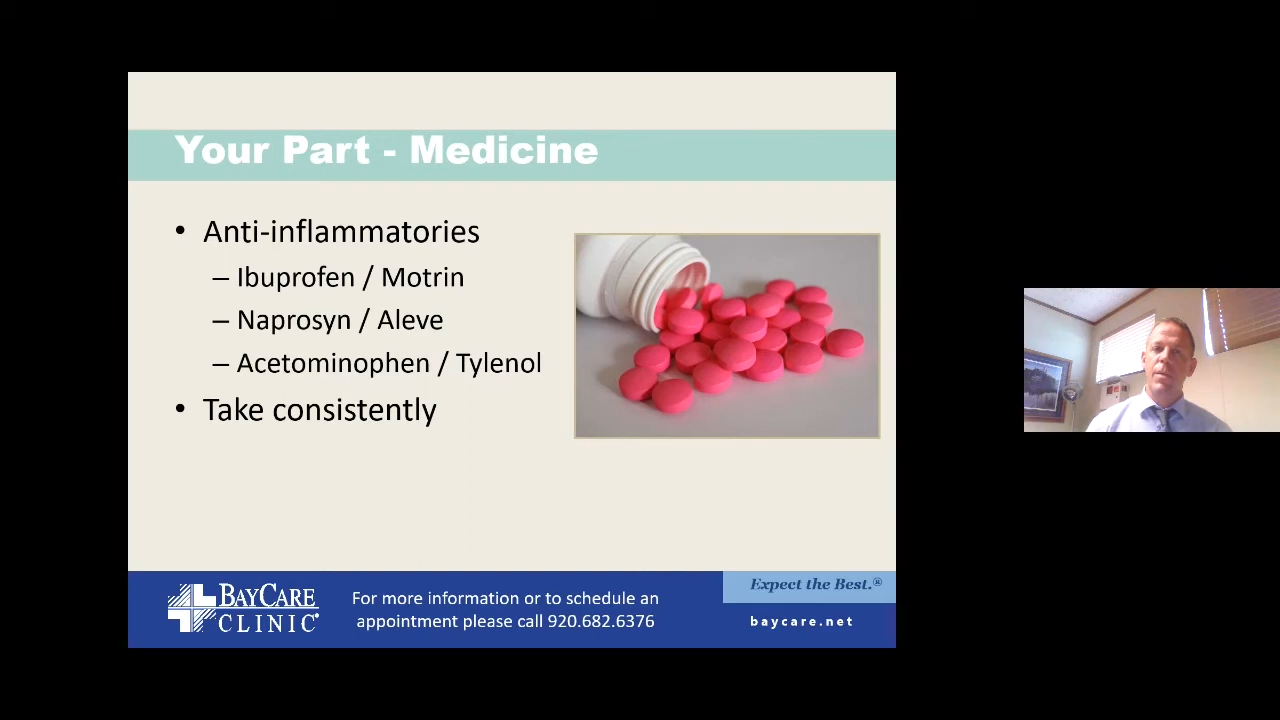 Your Part - Medicine
• Anti-inflammatories
– Ibuprofen / Motrin
– Naprosyn / Aleve
– Acetominophen / Tylenol
• Take consistently
BAYCARE
CLINIC®
For more information or to schedule an
appointment please call 920.682.6376
Expect the Best.®
baycare.net